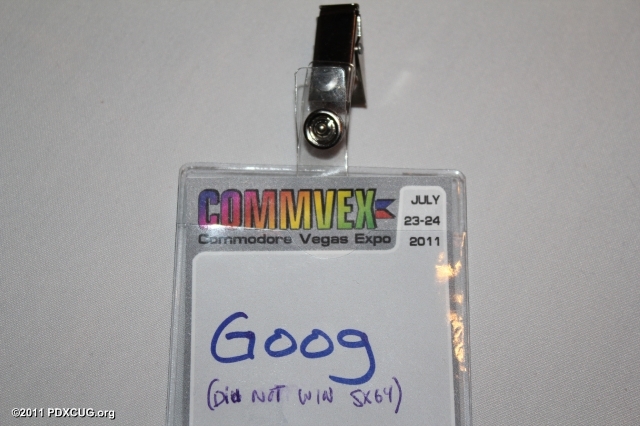 COMMVEX
Commodore Vegas Expo
JULY
23-24
2011
Goog
(DiD NOT WIN SX64)
©2011 PDXCUG.org